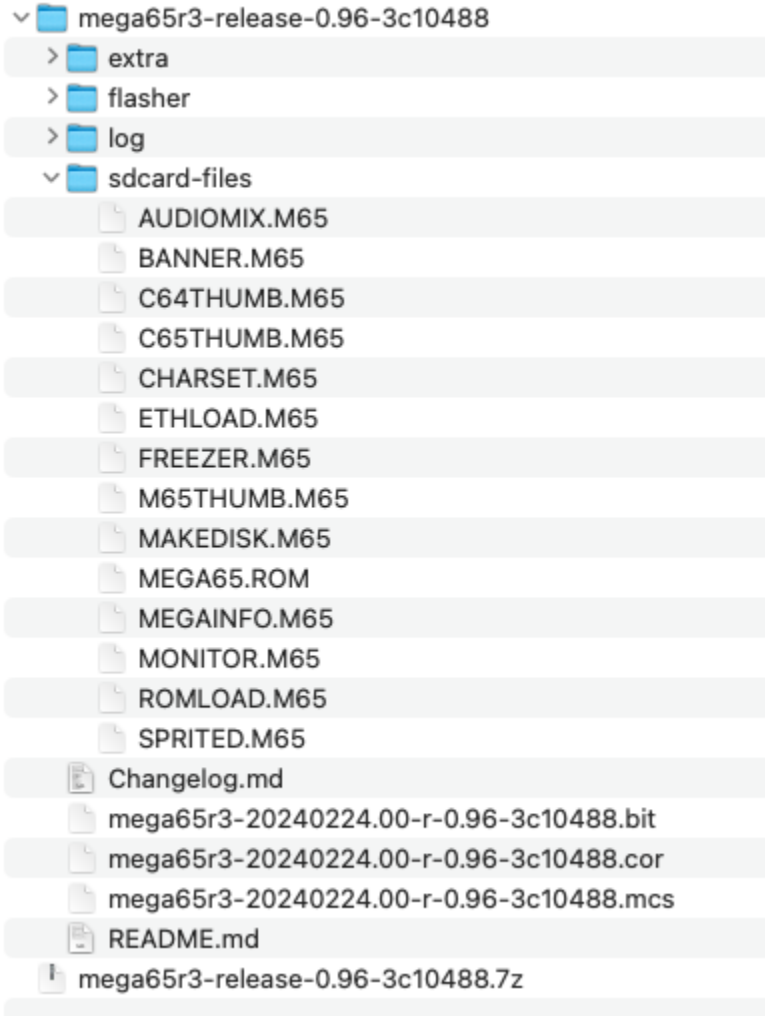 mega65r3-release-0.96-3c10488
extra
flasher
log
sdcard-files
AUDIOMIX.M65
BANNER.M65
C64THUMB.M65
C65THUMB.M65
CHARSET.M65
ETHLOAD.M65
FREEZER.M65
M65THUMB.M65
MAKEDISK.M65
MEGA65.ROM
MEGAINFO.M65
MONITOR.M65
ROMLOAD.M65
SPRITED.M65
Changelog.md
mega65r3-20240224.00-r-0.96-3c10488.bit
mega65r3-20240224.00-r-0.96-3c10488.cor
mega65r3-20240224.00-r-0.96-3c10488.mcs
README.md
mega65r3-release-0.96-3c10488.7z